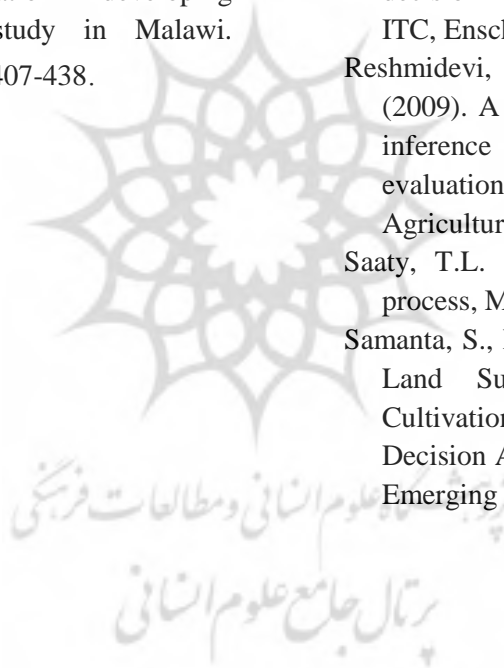 study in Malawi.
407-438.
ITC, Ensch
Reshmidevi,
(2009). A
inference
evaluation
Agricultur
Saaty, T.L.
process, M
Samanta, S.,
Land Su
Cultivation
Decision A
Emerging
پژوهشگاه علوم انسانی و مطالعات فرهنگی
پرتال جامع علوم انسانی